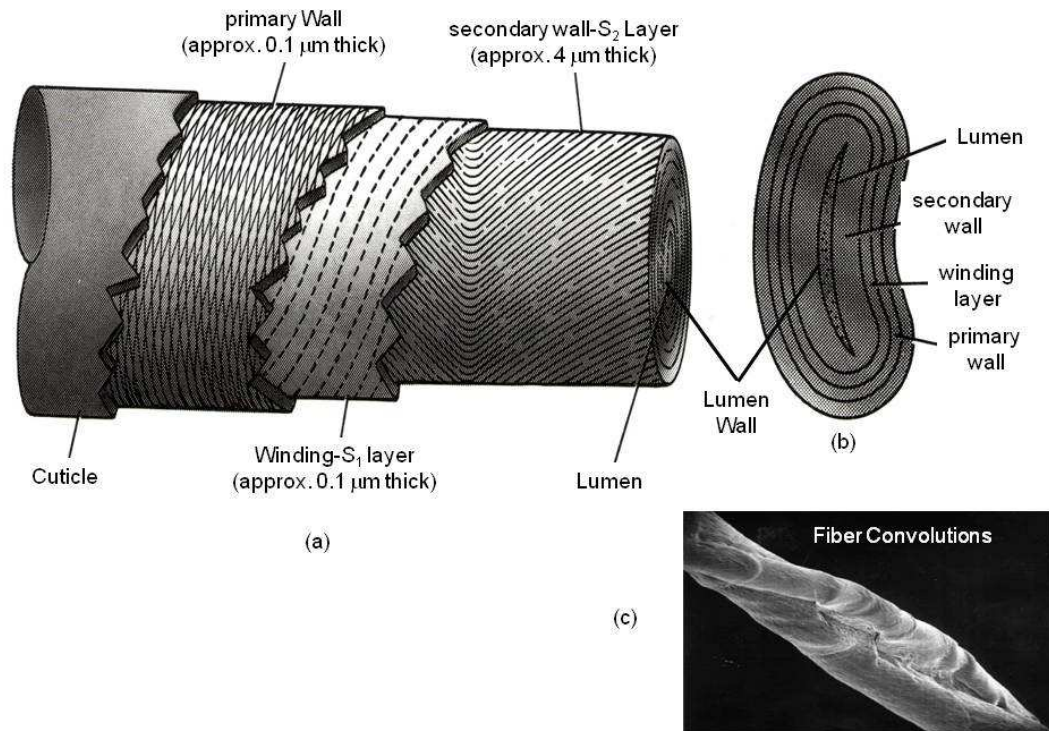 primary Wall
(approx. 0.1 μm thick)
secondary wall-S₂ Layer
(approx. 4 μm thick)
Lumen
secondary
wall
winding
layer
primary
wall
Lumen
Wall
(b)
Cuticle
Winding-S₁ layer
(approx. 0.1 μm thick)
Lumen
(a)
Fiber Convolutions
(c)